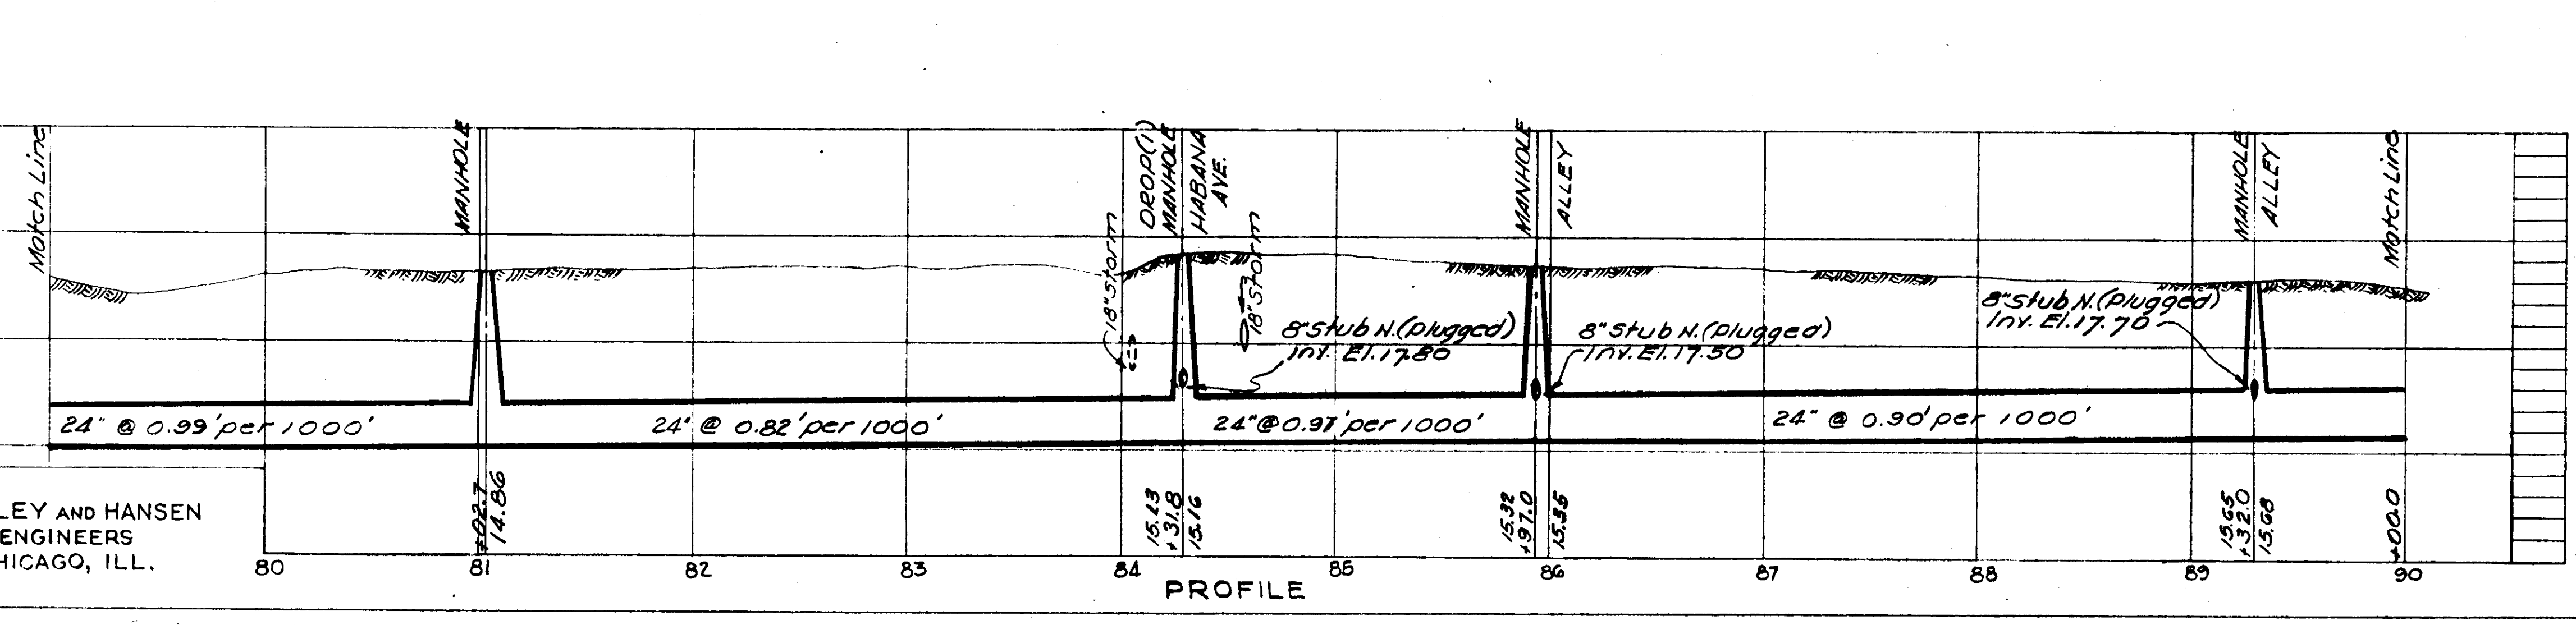 Match Line
MANHOLE
18" Storm
DROP(1)
MANHOLE
HABANA
AVE.
18" Storm
MANHOLE
ALLEY
MANHOLE
ALLEY
Match Line
8" Stub N. (Plugged)
Inv. El. 17.80
8" Stub N. (Plugged)
Inv. El. 17.50
8" Stub N. (Plugged)
Inv. El. 17.70
24" @ 0.99' per 1000'
24" @ 0.82' per 1000'
24" @ 0.97' per 1000'
24" @ 0.90' per 1000'
+02.7
14.86
15.13
+31.8
15.16
15.32
+97.0
15.35
15.65
+32.0
15.68
+00.0
LEY AND HANSEN
ENGINEERS
HICAGO, ILL.
80 81 82 83 84 85 86 87 88 89 90
PROFILE